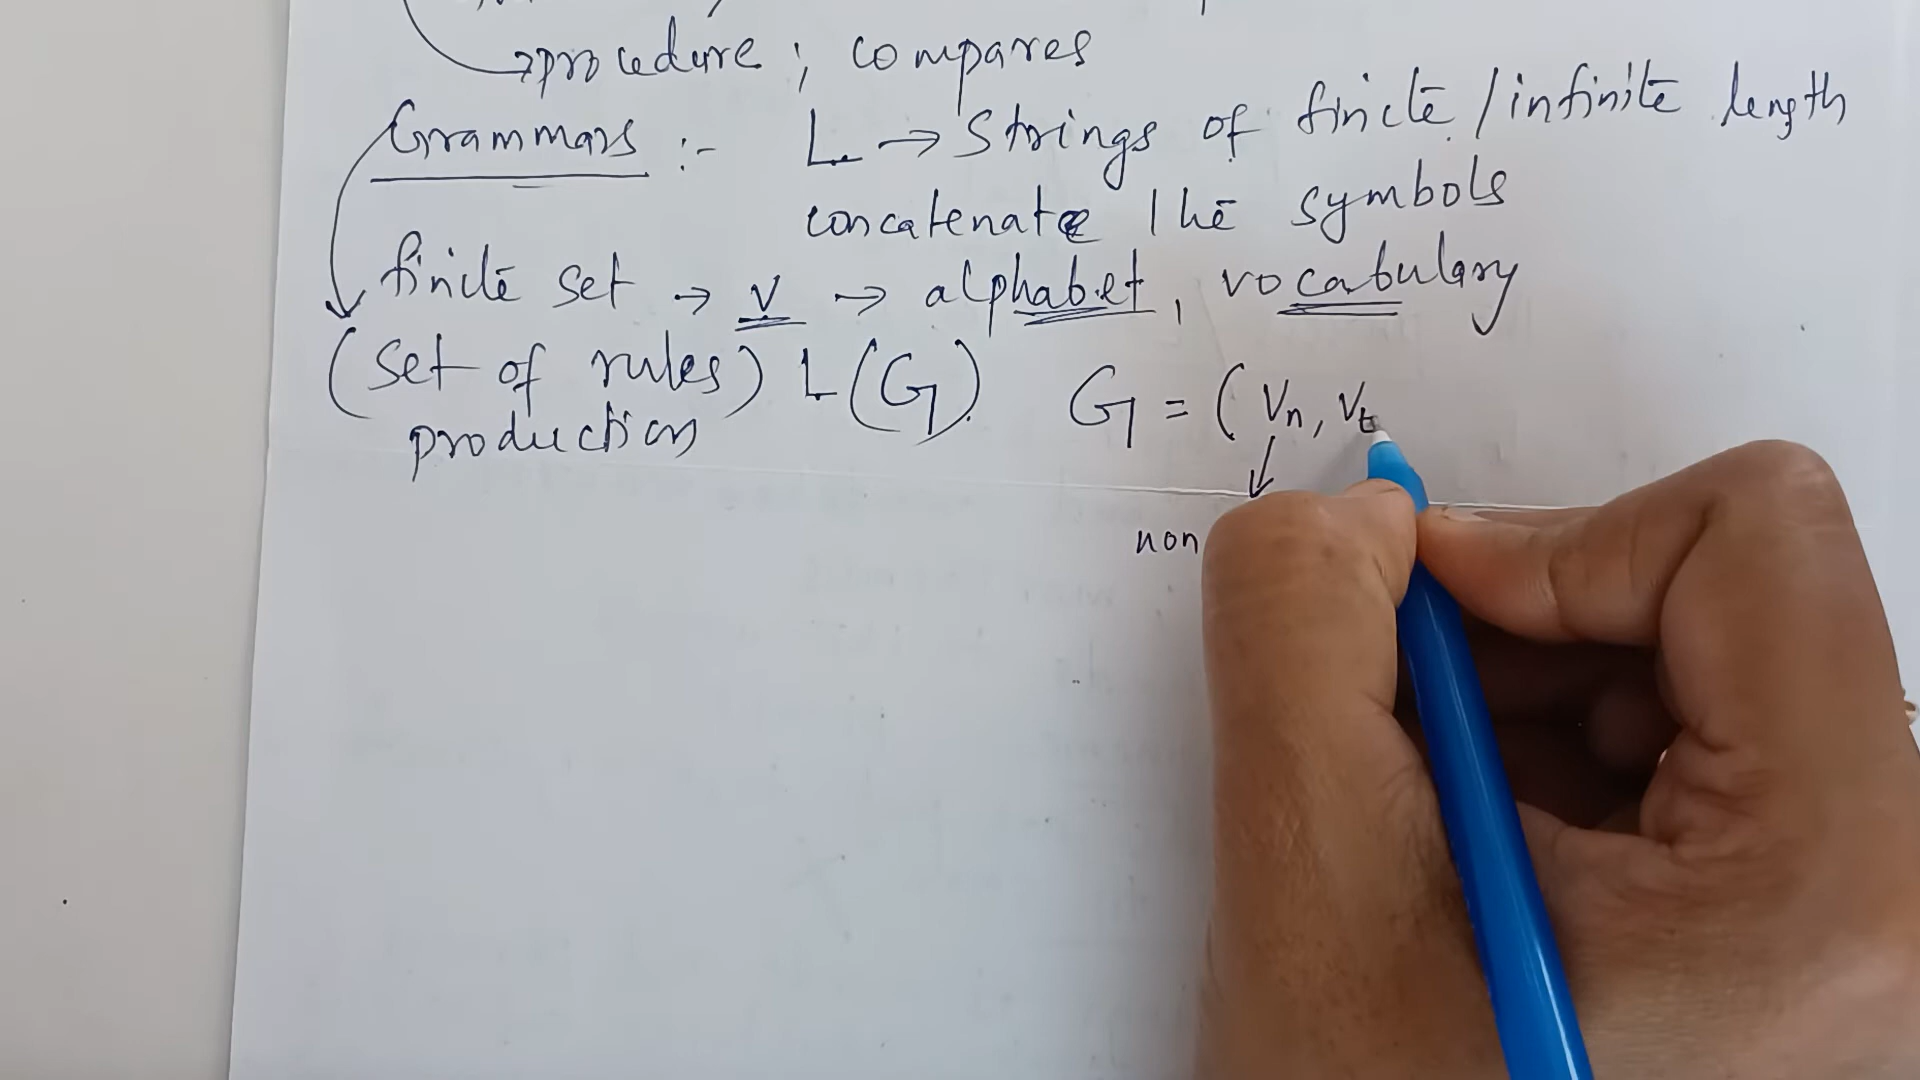 procedure ; compares
Grammars :- L → Strings of finite / infinite length
concatenate the symbols
finite set → V → alphabet, vocabulary
(set of rules) L(G) G = (Vn, Vt
production
non